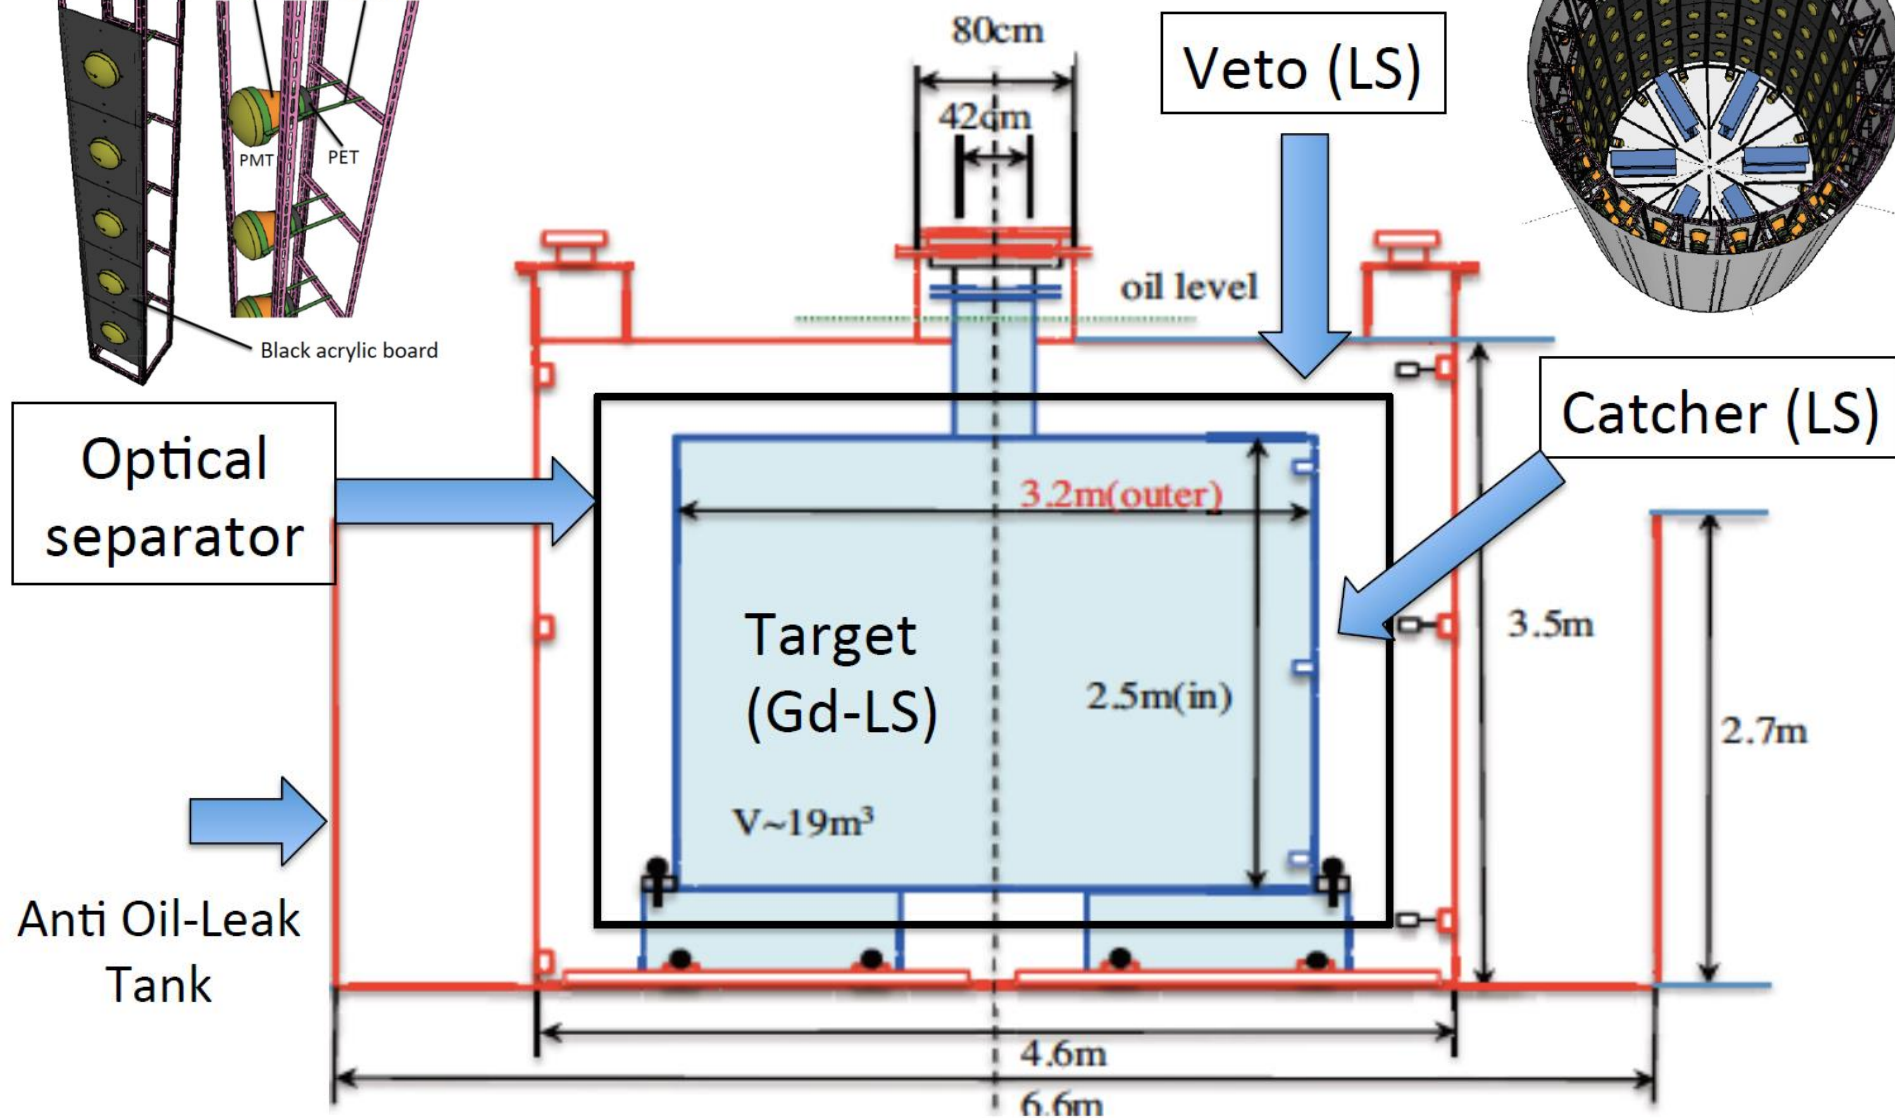 80cm
Veto (LS)
42cm
PMT
PET
oil level
Black acrylic board
Optical
separator
Catcher (LS)
3.2m(outer)
Target
(Gd-LS)
3.5m
2.5m(in)
2.7m
V~19m³
Anti Oil-Leak
Tank
4.6m
6.6m